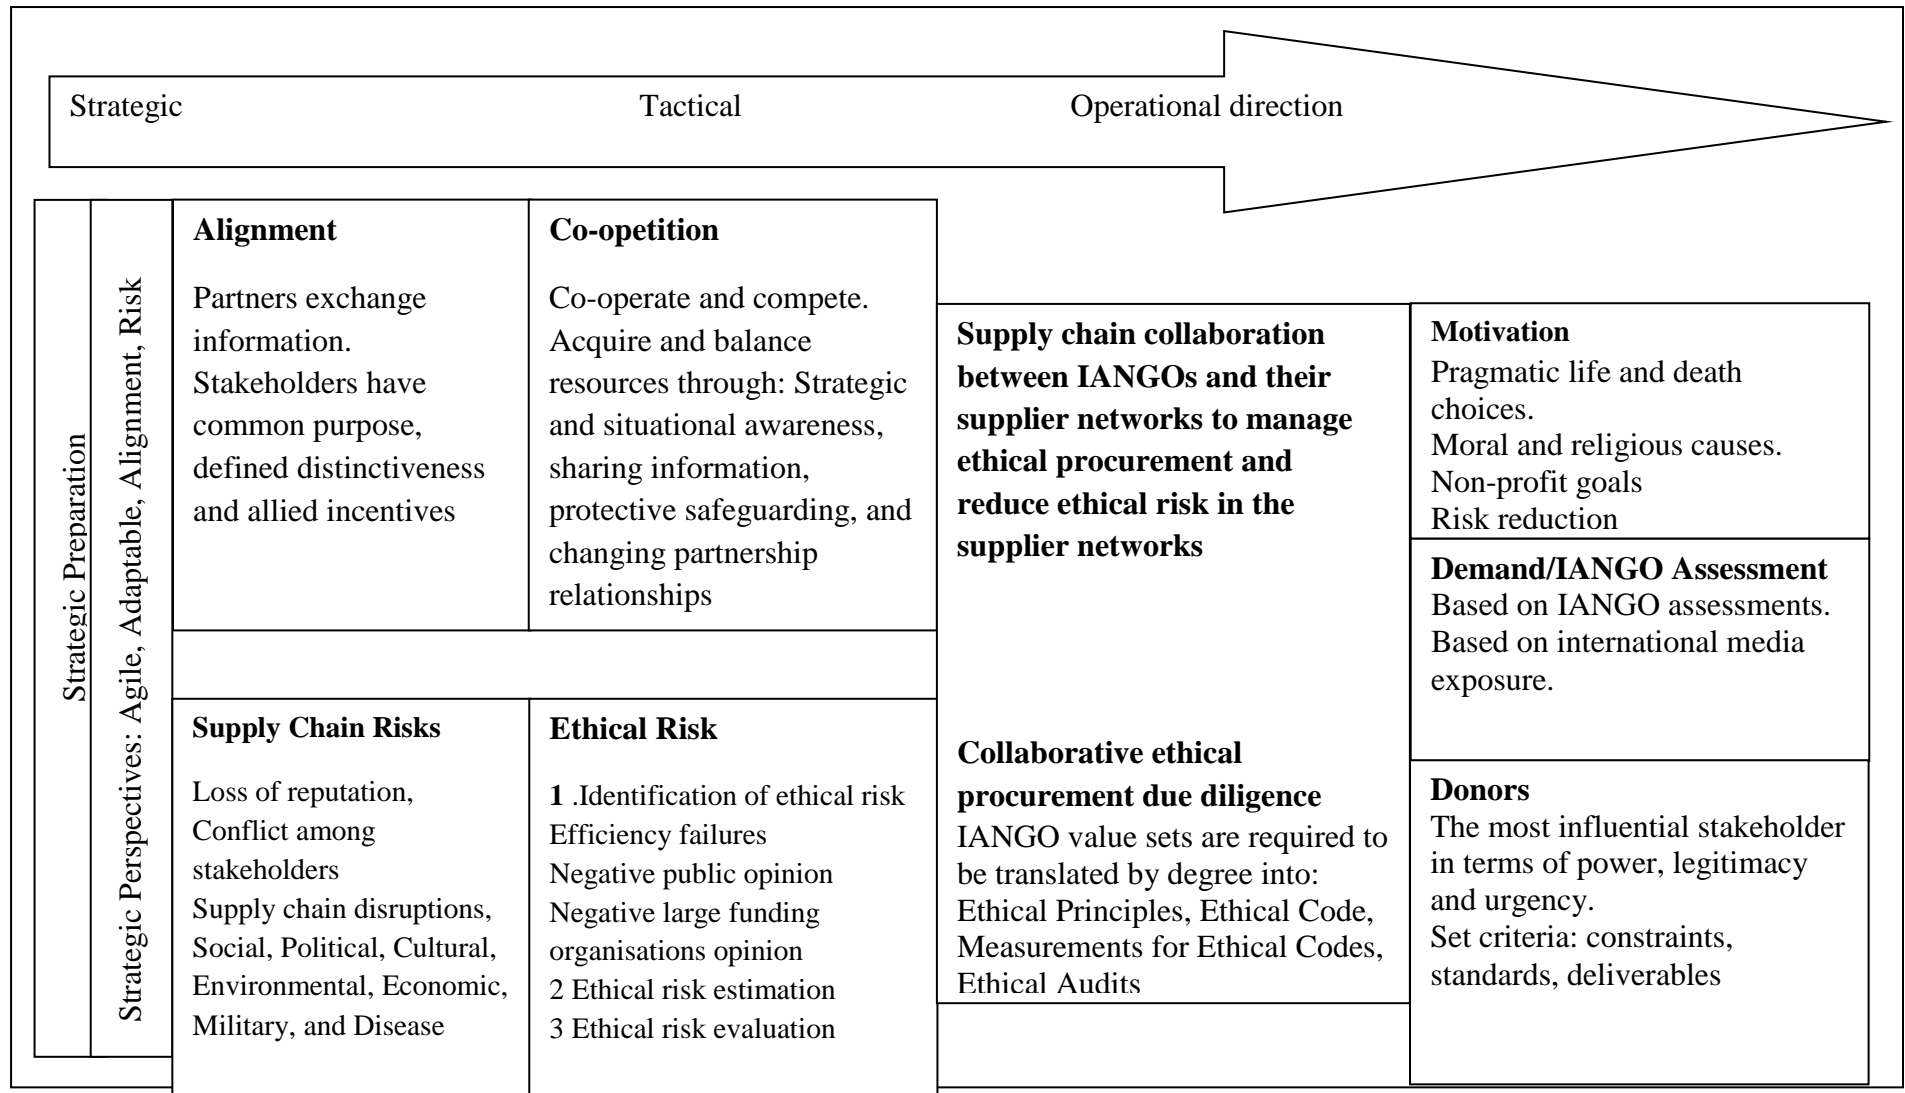 Strategic
Tactical
Operational direction
Strategic Preparation
Strategic Perspectives: Agile, Adaptable, Alignment, Risk
Alignment
Partners exchange
information.
Stakeholders have
common purpose,
defined distinctiveness
and allied incentives
Co-opetition
Co-operate and compete.
Acquire and balance
resources through: Strategic
and situational awareness,
sharing information,
protective safeguarding, and
changing partnership
relationships
Supply Chain Risks
Loss of reputation,
Conflict among
stakeholders
Supply chain disruptions,
Social, Political, Cultural,
Environmental, Economic,
Military, and Disease
Ethical Risk
1 .Identification of ethical risk
Efficiency failures
Negative public opinion
Negative large funding
organisations opinion
2 Ethical risk estimation
3 Ethical risk evaluation
Supply chain collaboration
between IANGOs and their
supplier networks to manage
ethical procurement and
reduce ethical risk in the
supplier networks
Collaborative ethical
procurement due diligence
IANGO value sets are required to
be translated by degree into:
Ethical Principles, Ethical Code,
Measurements for Ethical Codes,
Ethical Audits
Motivation
Pragmatic life and death
choices.
Moral and religious causes.
Non-profit goals
Risk reduction
Demand/IANGO Assessment
Based on IANGO assessments.
Based on international media
exposure.
Donors
The most influential stakeholder
in terms of power, legitimacy
and urgency.
Set criteria: constraints,
standards, deliverables